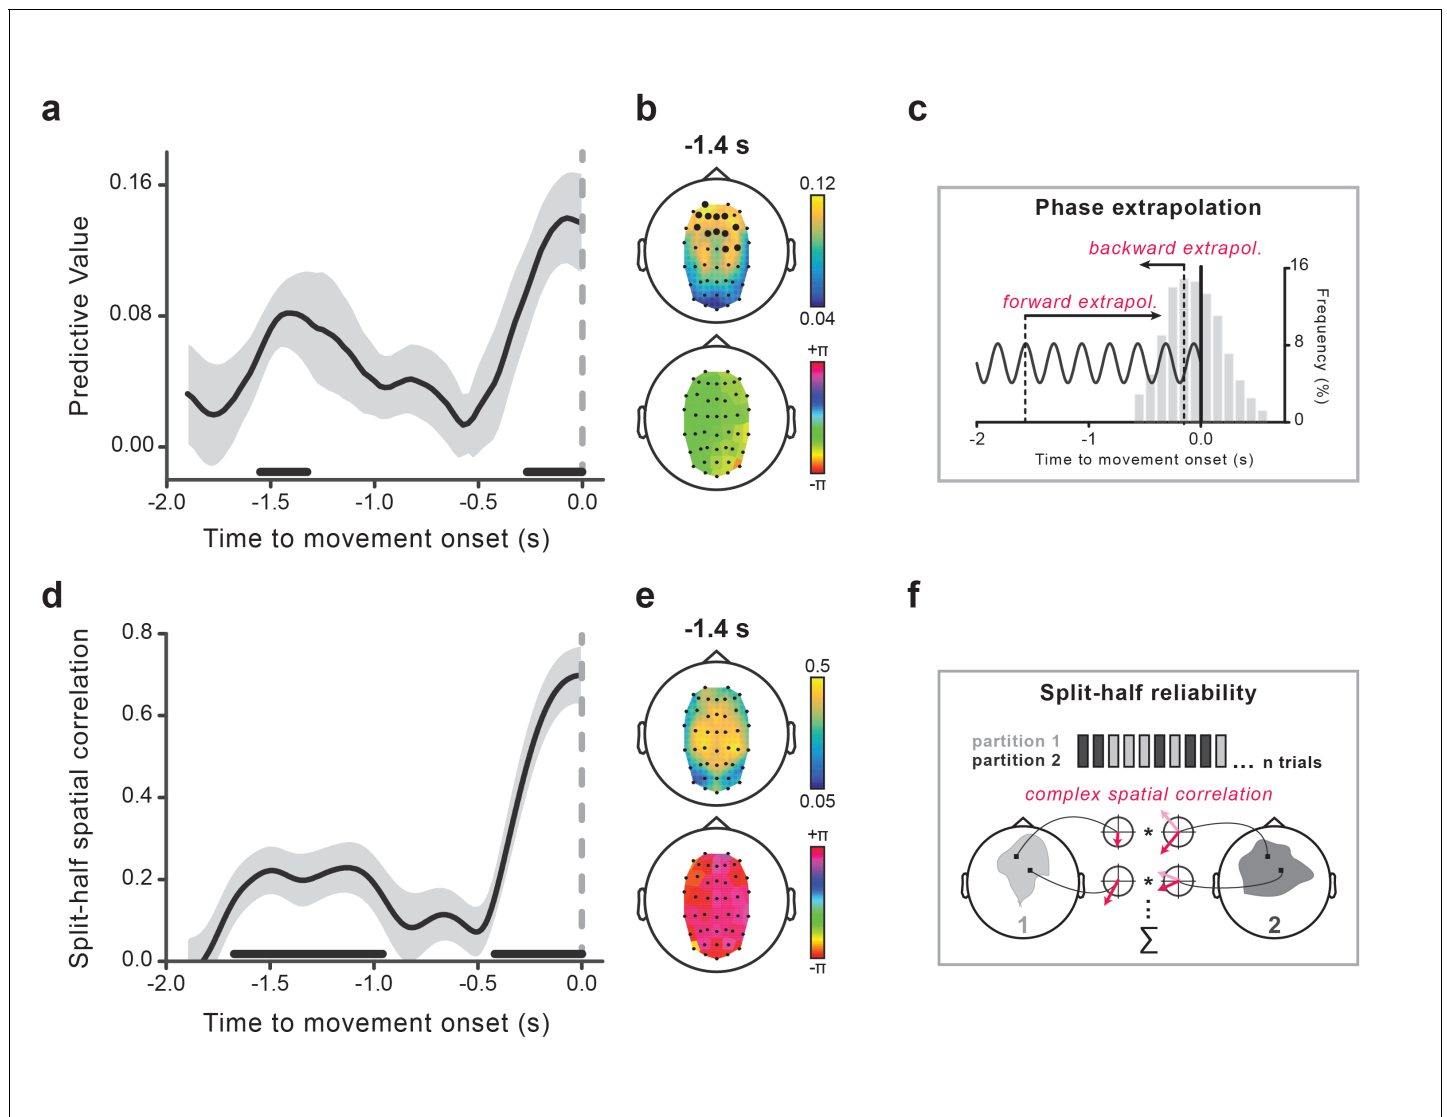 a
Predictive Value
0.16
0.08
0.00
-2.0 -1.5 -1.0 -0.5 0.0
Time to movement onset (s)
b
-1.4 s
0.12
0.04
+π
-π
c
Phase extrapolation
backward extrapol.
forward extrapol.
16
8
0
Frequency (%)
-2 -1 0.0
Time to movement onset (s)
d
Split-half spatial correlation
0.8
0.6
0.4
0.2
0.0
-2.0 -1.5 -1.0 -0.5 0.0
Time to movement onset (s)
e
-1.4 s
0.5
0.05
+π
-π
f
Split-half reliability
partition 1
partition 2
... n trials
complex spatial correlation
*
*
1
2
∑